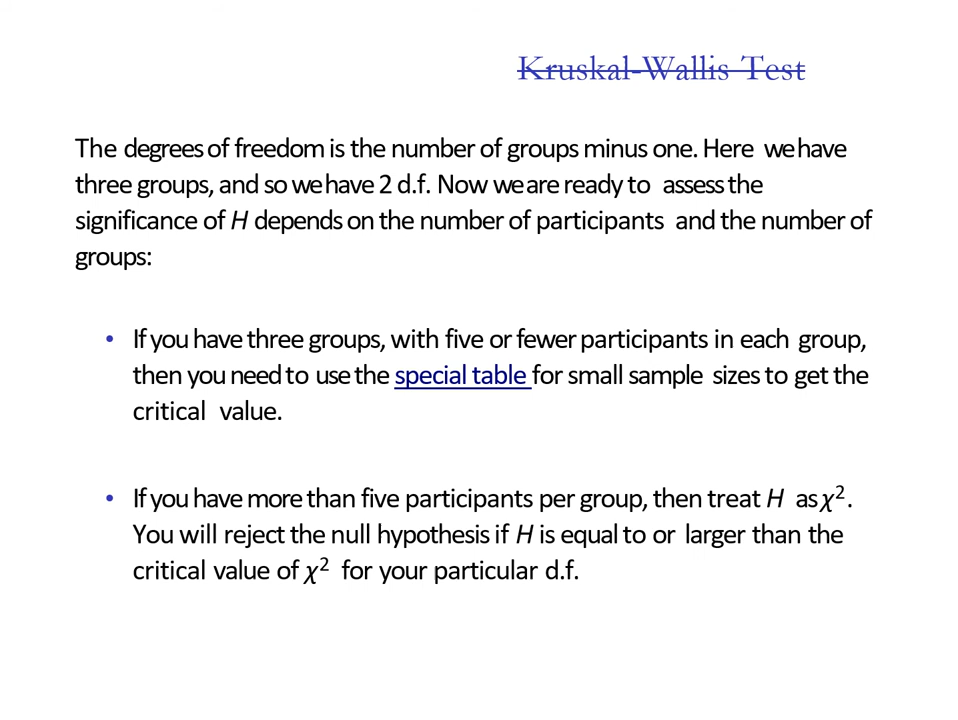 Kruskal-Wallis Test
The degrees of freedom is the number of groups minus one. Here we have
three groups, and so we have 2 d.f. Now we are ready to assess the
significance of H depends on the number of participants and the number of
groups:
• If you have three groups, with five or fewer participants in each group,
then you need to use the special table for small sample sizes to get the
critical value.
• If you have more than five participants per group, then treat H as χ².
You will reject the null hypothesis if H is equal to or larger than the
critical value of χ² for your particular d.f.